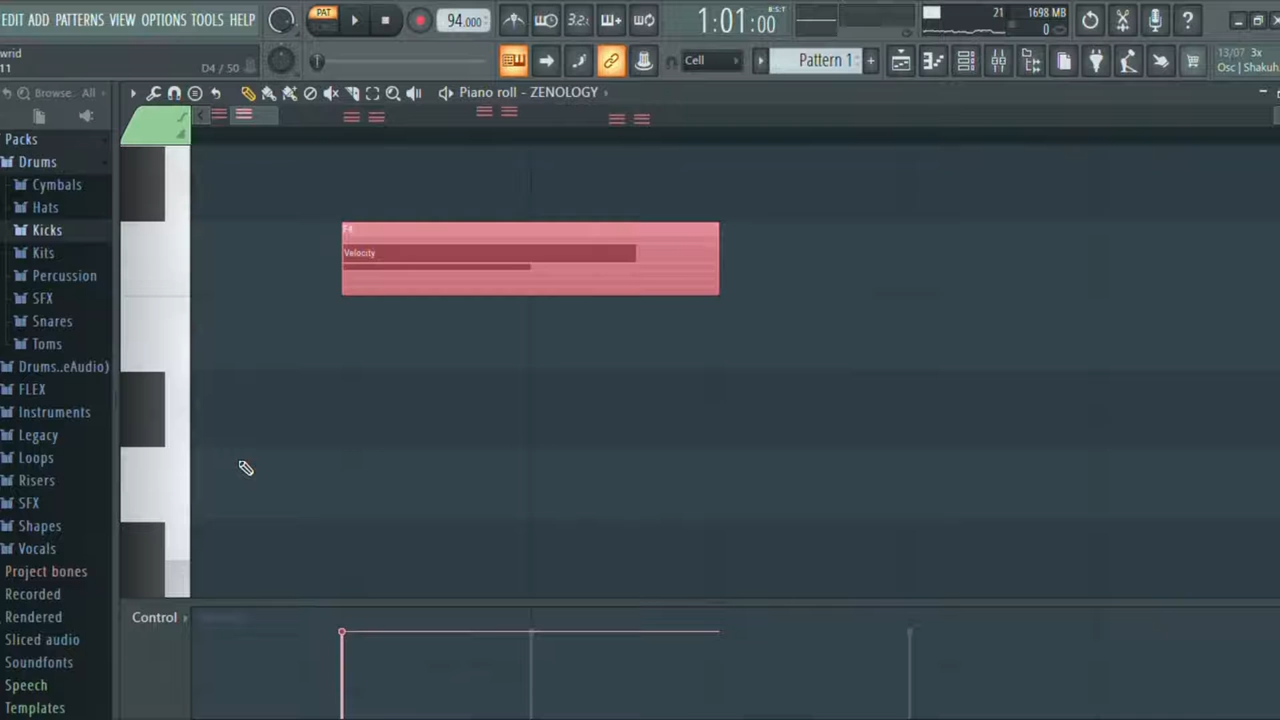 EDIT ADD PATTERNS VIEW OPTIONS TOOLS HELP
PAT
94.000
3.2:
1:01:00
B:S:T
21
1698 MB
0
wrid
11
D4 / 50
Cell
Pattern 1
13/07 3x
Osc | Shakuh
Browse.. All
Piano roll - ZENOLOGY
Packs
Drums
Cymbals
Hats
Kicks
Kits
Percussion
SFX
Snares
Toms
Drums..eAudio)
FLEX
Instruments
Legacy
Loops
Risers
SFX
Shapes
Vocals
Project bones
Recorded
Rendered
Sliced audio
Soundfonts
Speech
Templates
F4
Velocity
Control